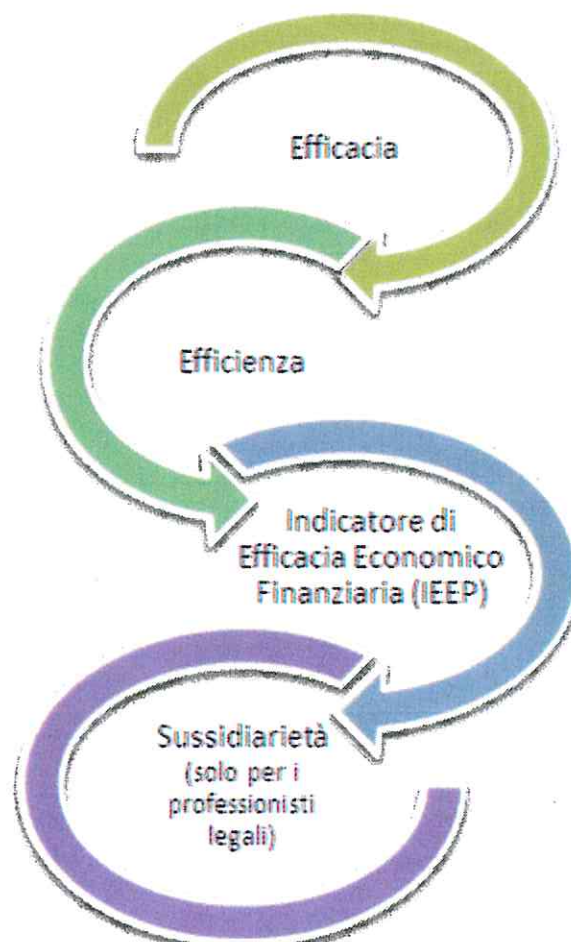 Efficacia
Efficienza
Indicatore di
Efficacia Economico
Finanziaria (IEEP)
Sussidiarietà
(solo per i
professionisti
legali)